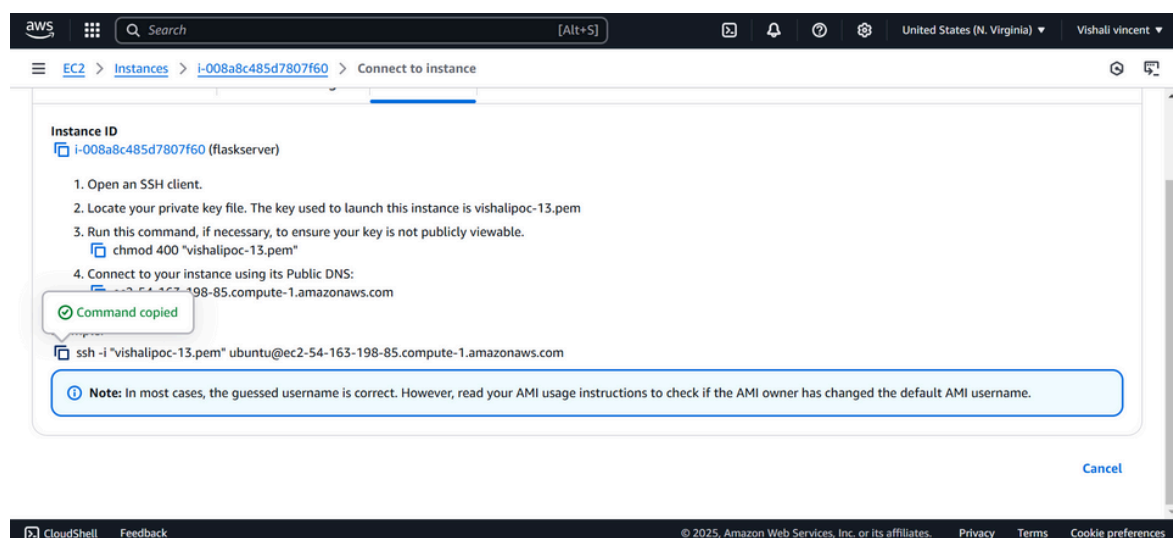 aws
Search [Alt+S]
United States (N. Virginia) ▼
Vishali vincent ▼
EC2 > Instances > i-008a8c485d7807f60 > Connect to instance
Instance ID
i-008a8c485d7807f60 (flaskserver)
1. Open an SSH client.
2. Locate your private key file. The key used to launch this instance is vishalipoc-13.pem
3. Run this command, if necessary, to ensure your key is not publicly viewable.
chmod 400 "vishalipoc-13.pem"
4. Connect to your instance using its Public DNS:
198-85.compute-1.amazonaws.com
Command copied
ssh -i "vishalipoc-13.pem" ubuntu@ec2-54-163-198-85.compute-1.amazonaws.com
Note: In most cases, the guessed username is correct. However, read your AMI usage instructions to check if the AMI owner has changed the default AMI username.
Cancel
CloudShell Feedback
© 2025, Amazon Web Services, Inc. or its affiliates. Privacy Terms Cookie preferences